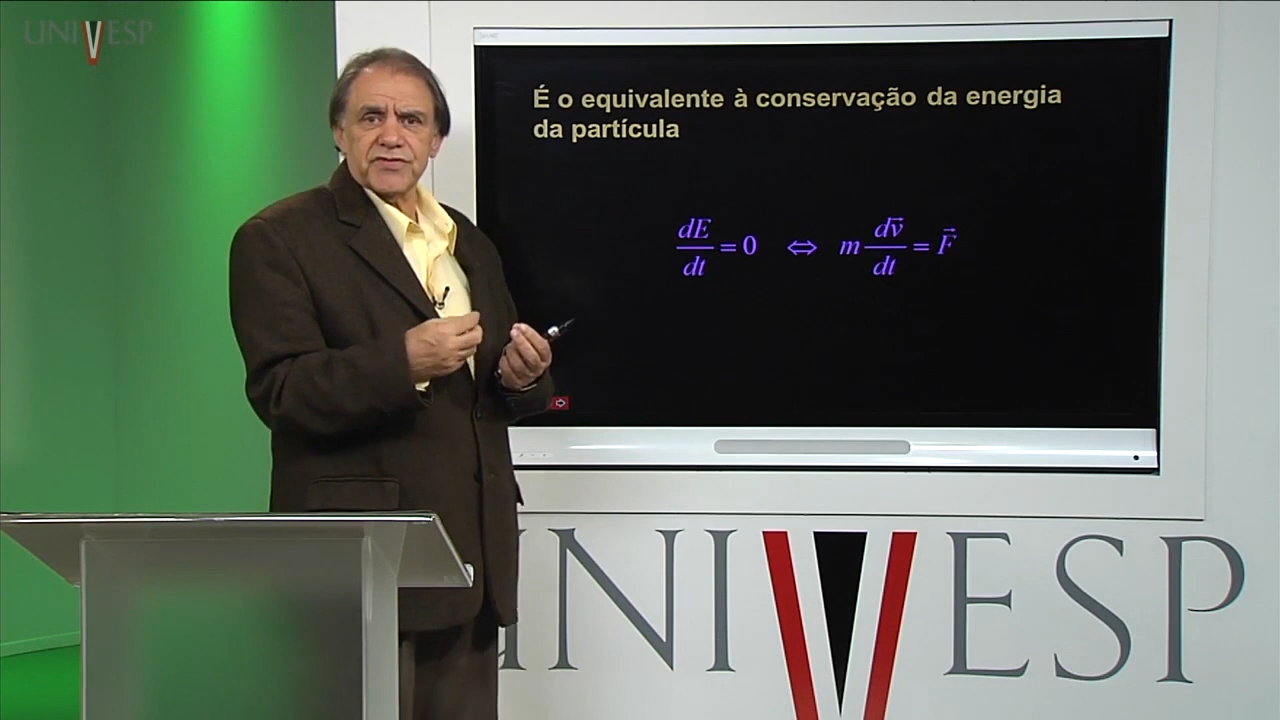 UNIVESP
É o equivalente à conservação da energia
da partícula
dE/dt = 0 ⇔ m dv⃗/dt = F⃗
UNIVESP